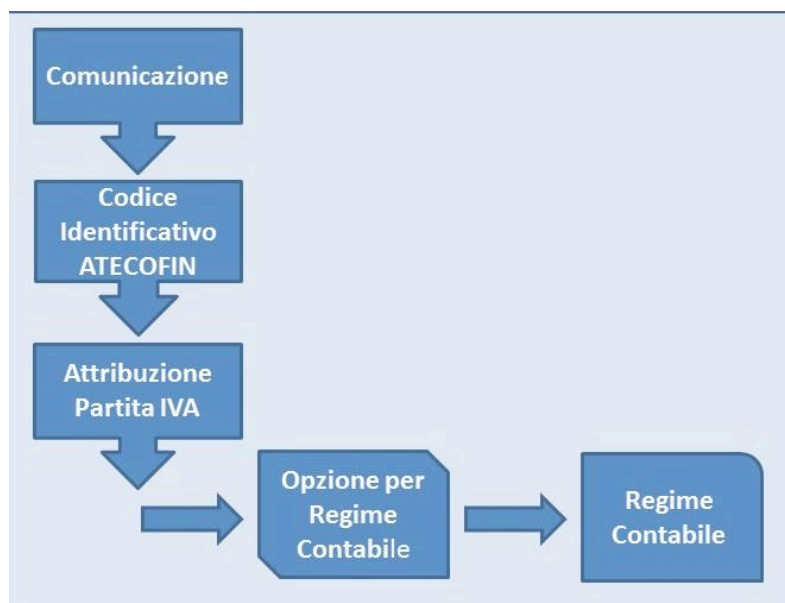 Comunicazione
Codice
Identificativo
ATECOFIN
Attribuzione
Partita IVA
Opzione per
Regime
Contabile
Regime
Contabile